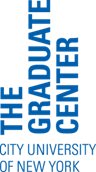 THE
GRADUATE
CENTER
CITY UNIVERSITY
OF NEW YORK